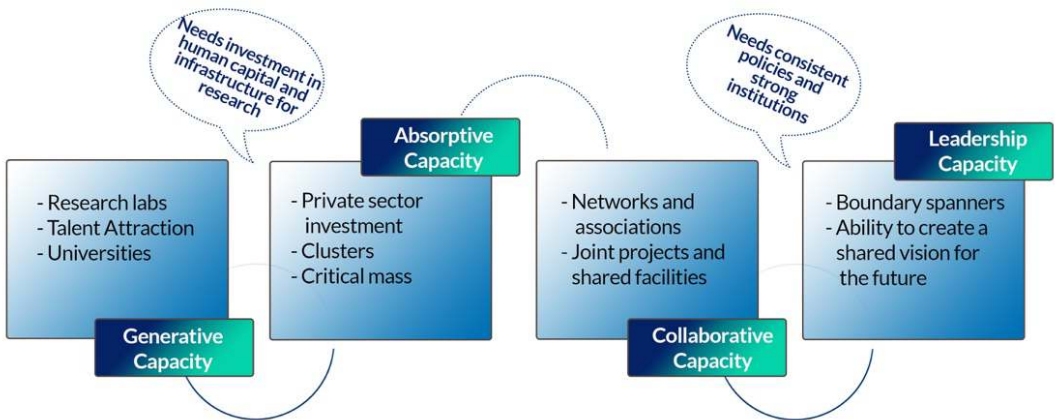 Needs investment in
human capital and
infrastructure for
research
Needs consistent
policies and
strong
institutions
Absorptive
Capacity
Leadership
Capacity
- Research labs
- Talent Attraction
- Universities
- Private sector
investment
- Clusters
- Critical mass
- Networks and
associations
- Joint projects and
shared facilities
- Boundary spanners
- Ability to create a
shared vision for
the future
Generative
Capacity
Collaborative
Capacity